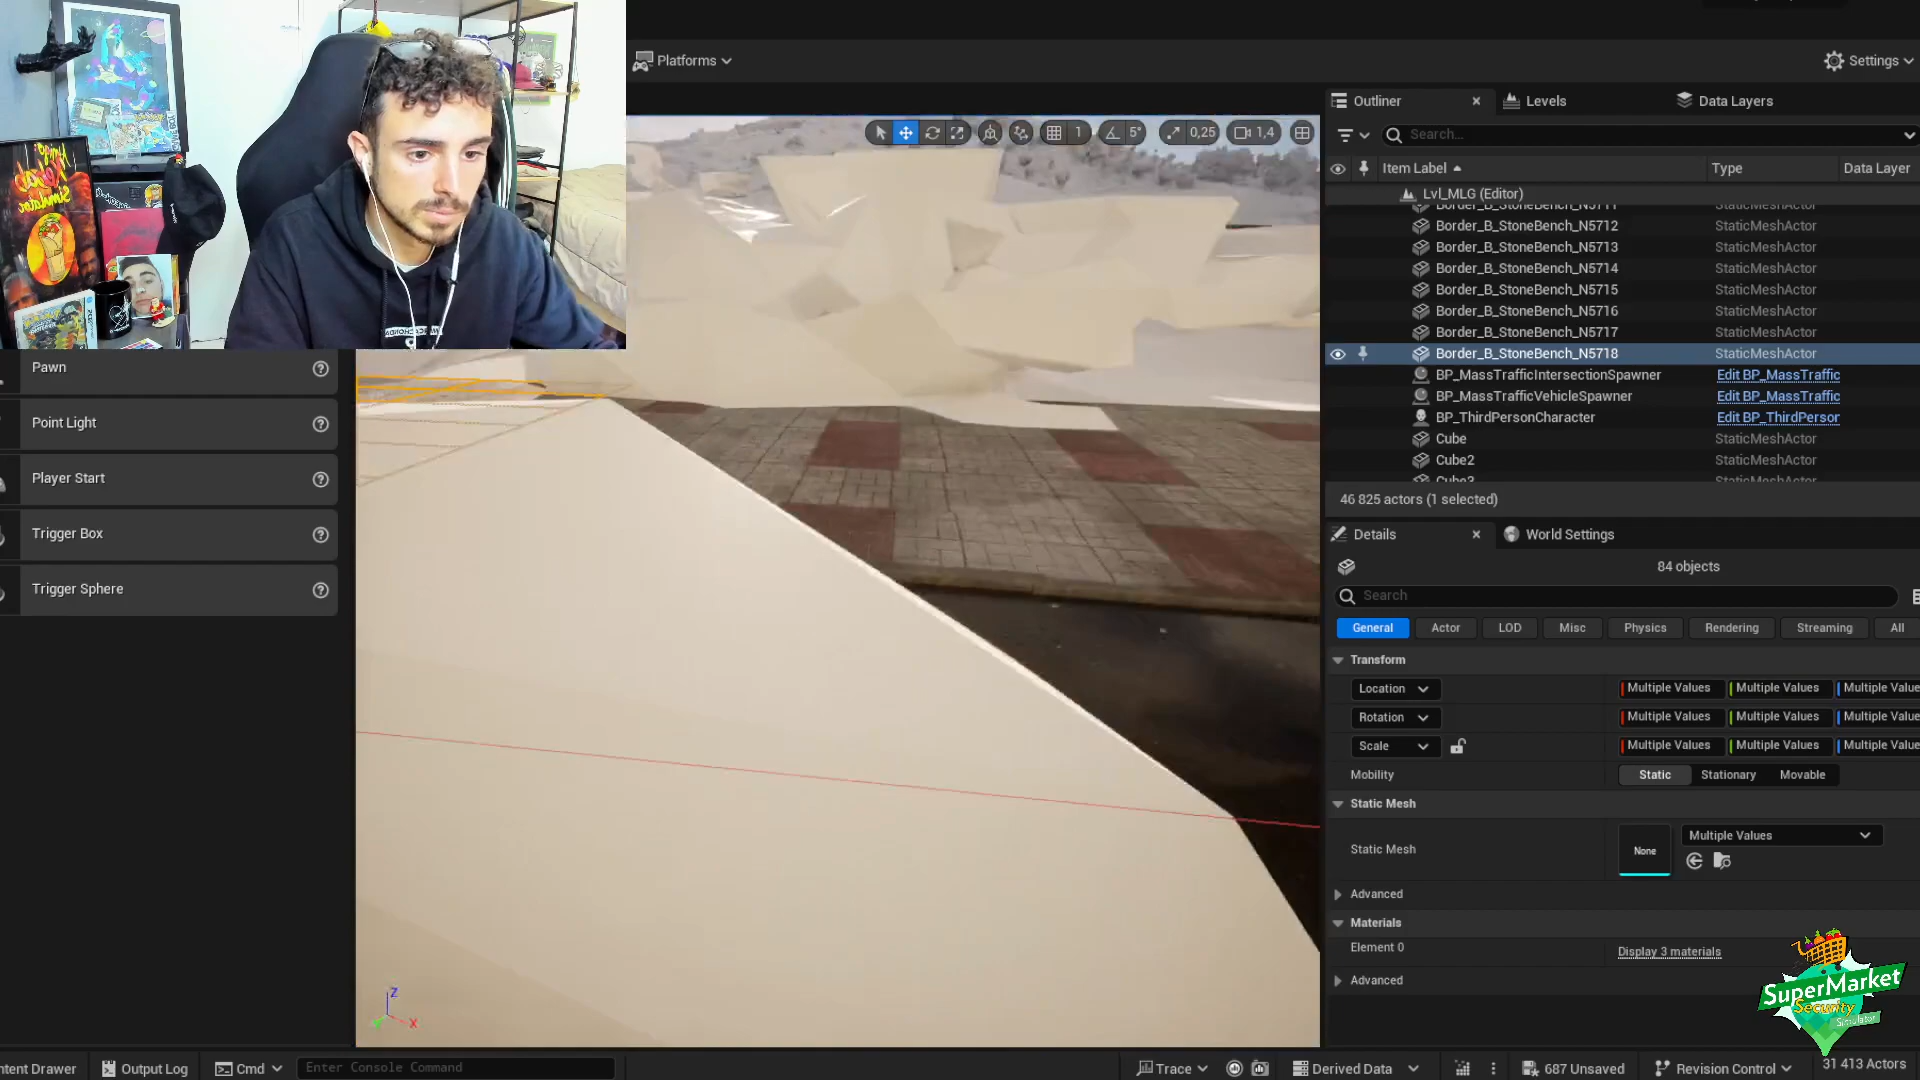 Platforms
Settings
Outliner
Levels
Data Layers
1
5°
0,25
1,4
Search...
Item Label
Type
Data Layer
Lvl_MLG (Editor)
Border_B_StoneBench_N5711
Border_B_StoneBench_N5712
StaticMeshActor
Border_B_StoneBench_N5713
StaticMeshActor
Border_B_StoneBench_N5714
StaticMeshActor
Border_B_StoneBench_N5715
StaticMeshActor
Border_B_StoneBench_N5716
StaticMeshActor
Border_B_StoneBench_N5717
StaticMeshActor
Border_B_StoneBench_N5718
StaticMeshActor
BP_MassTrafficIntersectionSpawner
Edit BP_MassTraffic
BP_MassTrafficVehicleSpawner
Edit BP_MassTraffic
BP_ThirdPersonCharacter
Edit BP_ThirdPerson
Cube
StaticMeshActor
Cube2
StaticMeshActor
Cube3
46 825 actors (1 selected)
Pawn
Point Light
Player Start
Trigger Box
Trigger Sphere
Details
World Settings
84 objects
Search
General
Actor
LOD
Misc
Physics
Rendering
Streaming
All
Transform
Location
Multiple Values
Multiple Values
Multiple Value
Rotation
Multiple Values
Multiple Values
Multiple Value
Scale
Multiple Values
Multiple Values
Multiple Value
Mobility
Static
Stationary
Movable
Static Mesh
Static Mesh
None
Multiple Values
Advanced
Materials
Element 0
Display 3 materials
Advanced
Z
X
SuperMarket
Security
Simulator
ntent Drawer
Output Log
Cmd
Enter Console Command
Trace
Derived Data
687 Unsaved
Revision Control
31 413 Actors